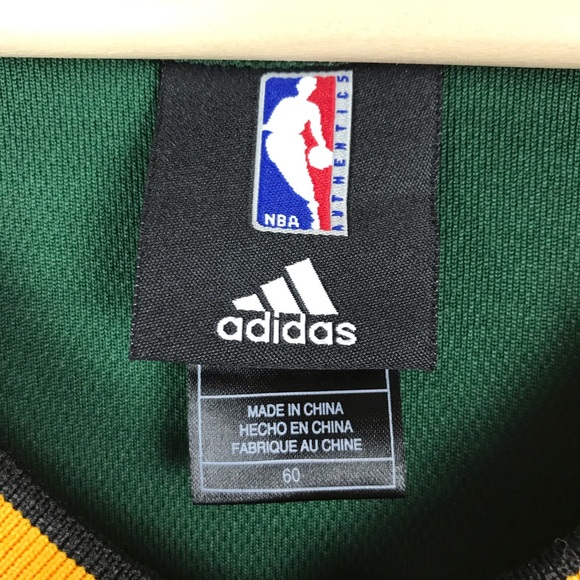 NBA
AUTHENTICS
adidas
MADE IN CHINA
HECHO EN CHINA
FABRIQUE AU CHINE
60